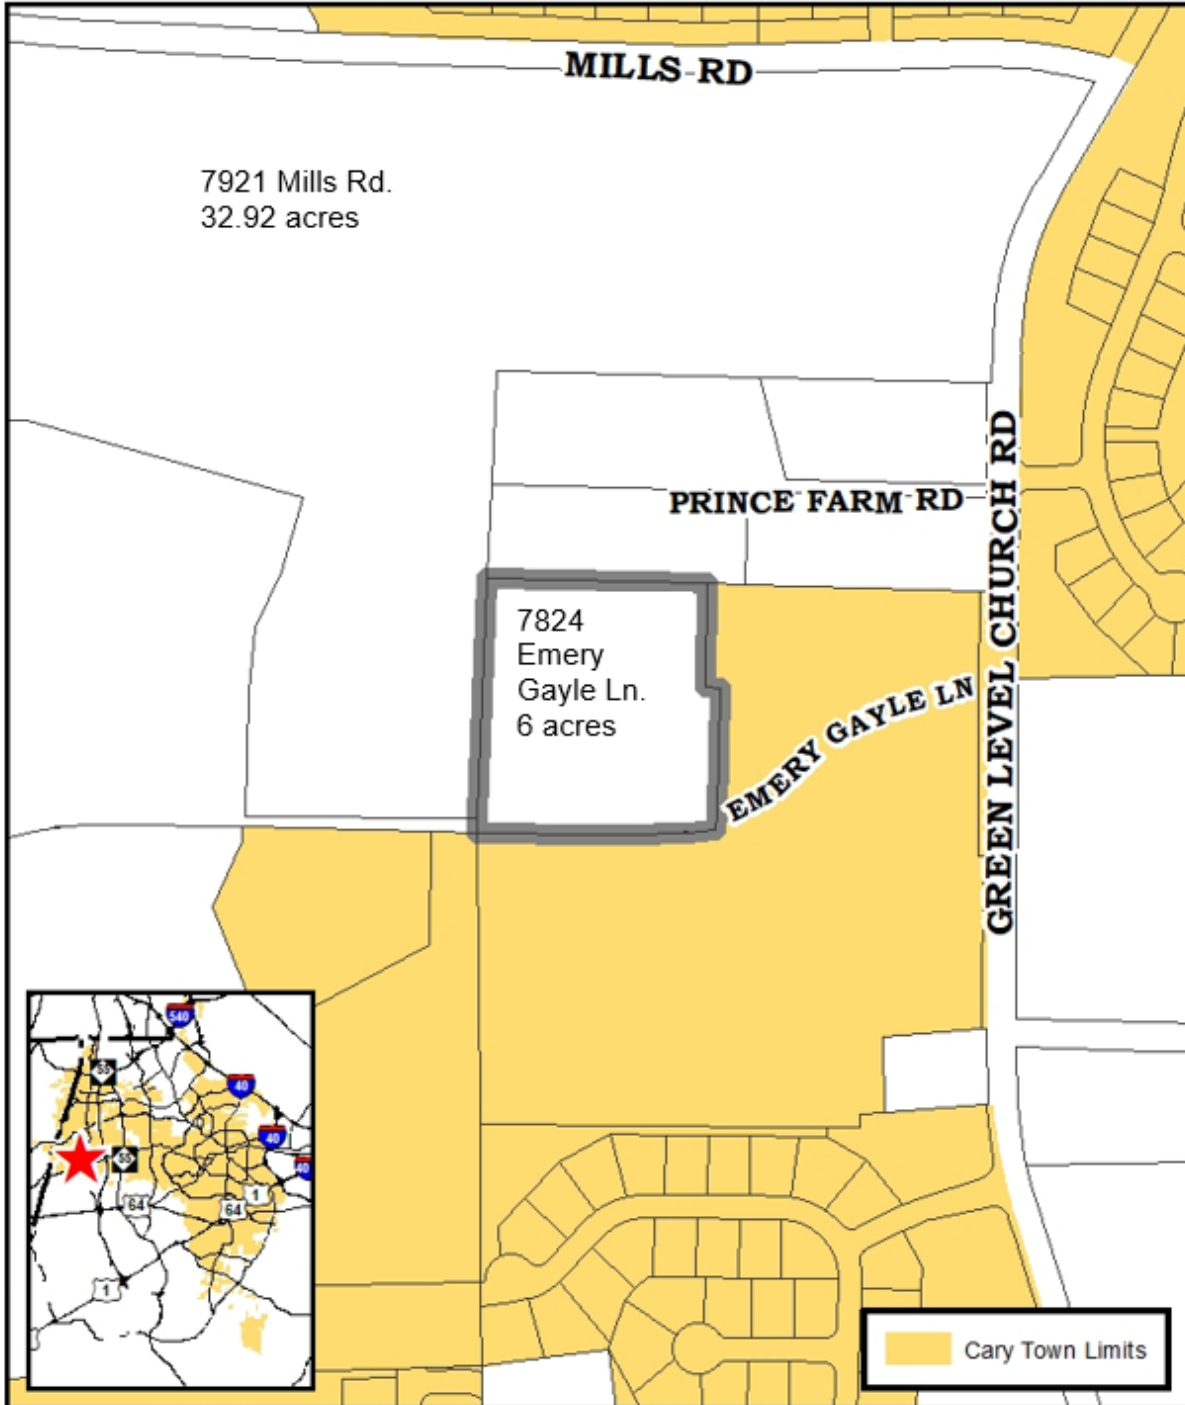 MILLS RD
7921 Mills Rd.
32.92 acres
PRINCE FARM RD
GREEN LEVEL CHURCH RD
7824
Emery
Gayle Ln.
6 acres
EMERY GAYLE LN
540
55
40
40
55
40
64
1
64
1
Cary Town Limits